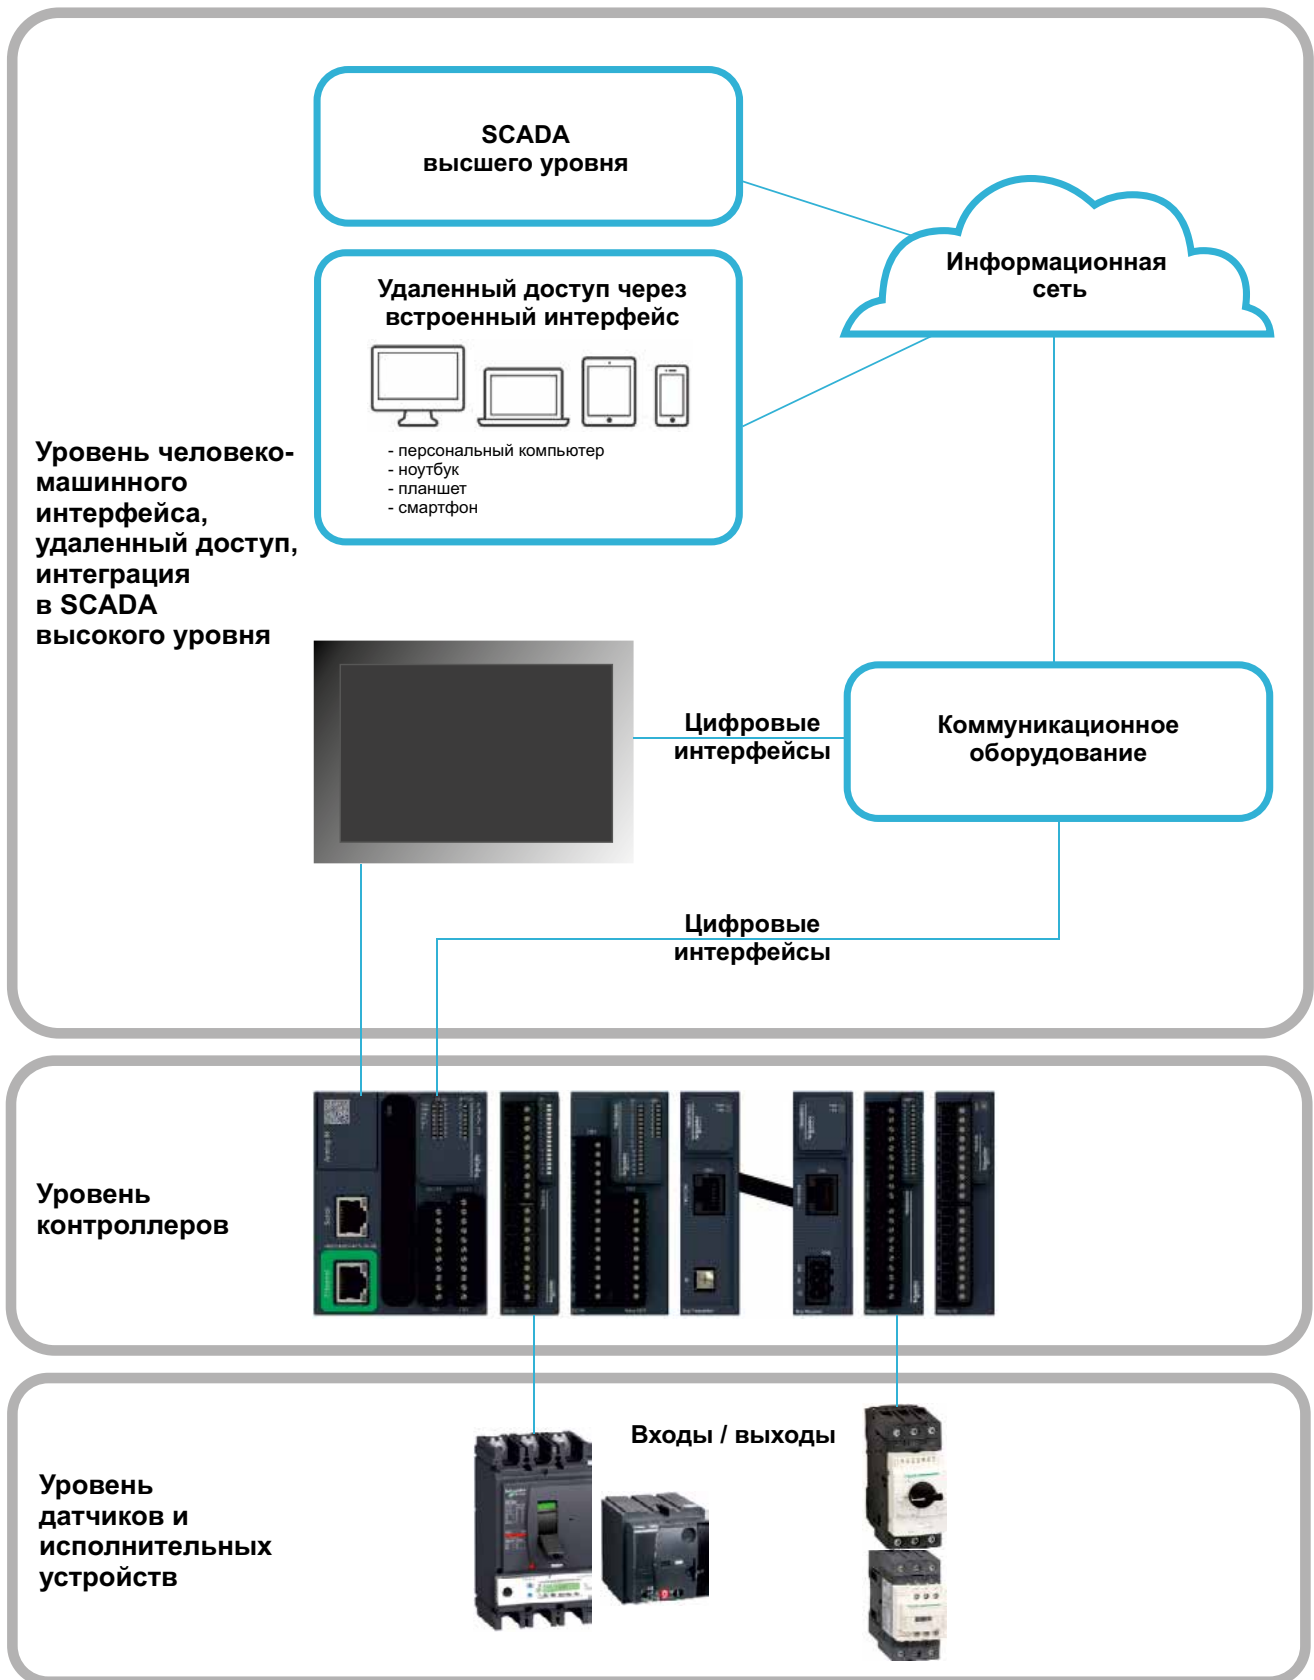 SCADA
высшего уровня
Информационная
сеть
Удаленный доступ через
встроенный интерфейс
- персональный компьютер
- ноутбук
- планшет
- смартфон
Уровень человеко-
машинного
интерфейса,
удаленный доступ,
интеграция
в SCADA
высокого уровня
Цифровые
интерфейсы
Коммуникационное
оборудование
Цифровые
интерфейсы
Уровень
контроллеров
Входы / выходы
Уровень
датчиков и
исполнительных
устройств